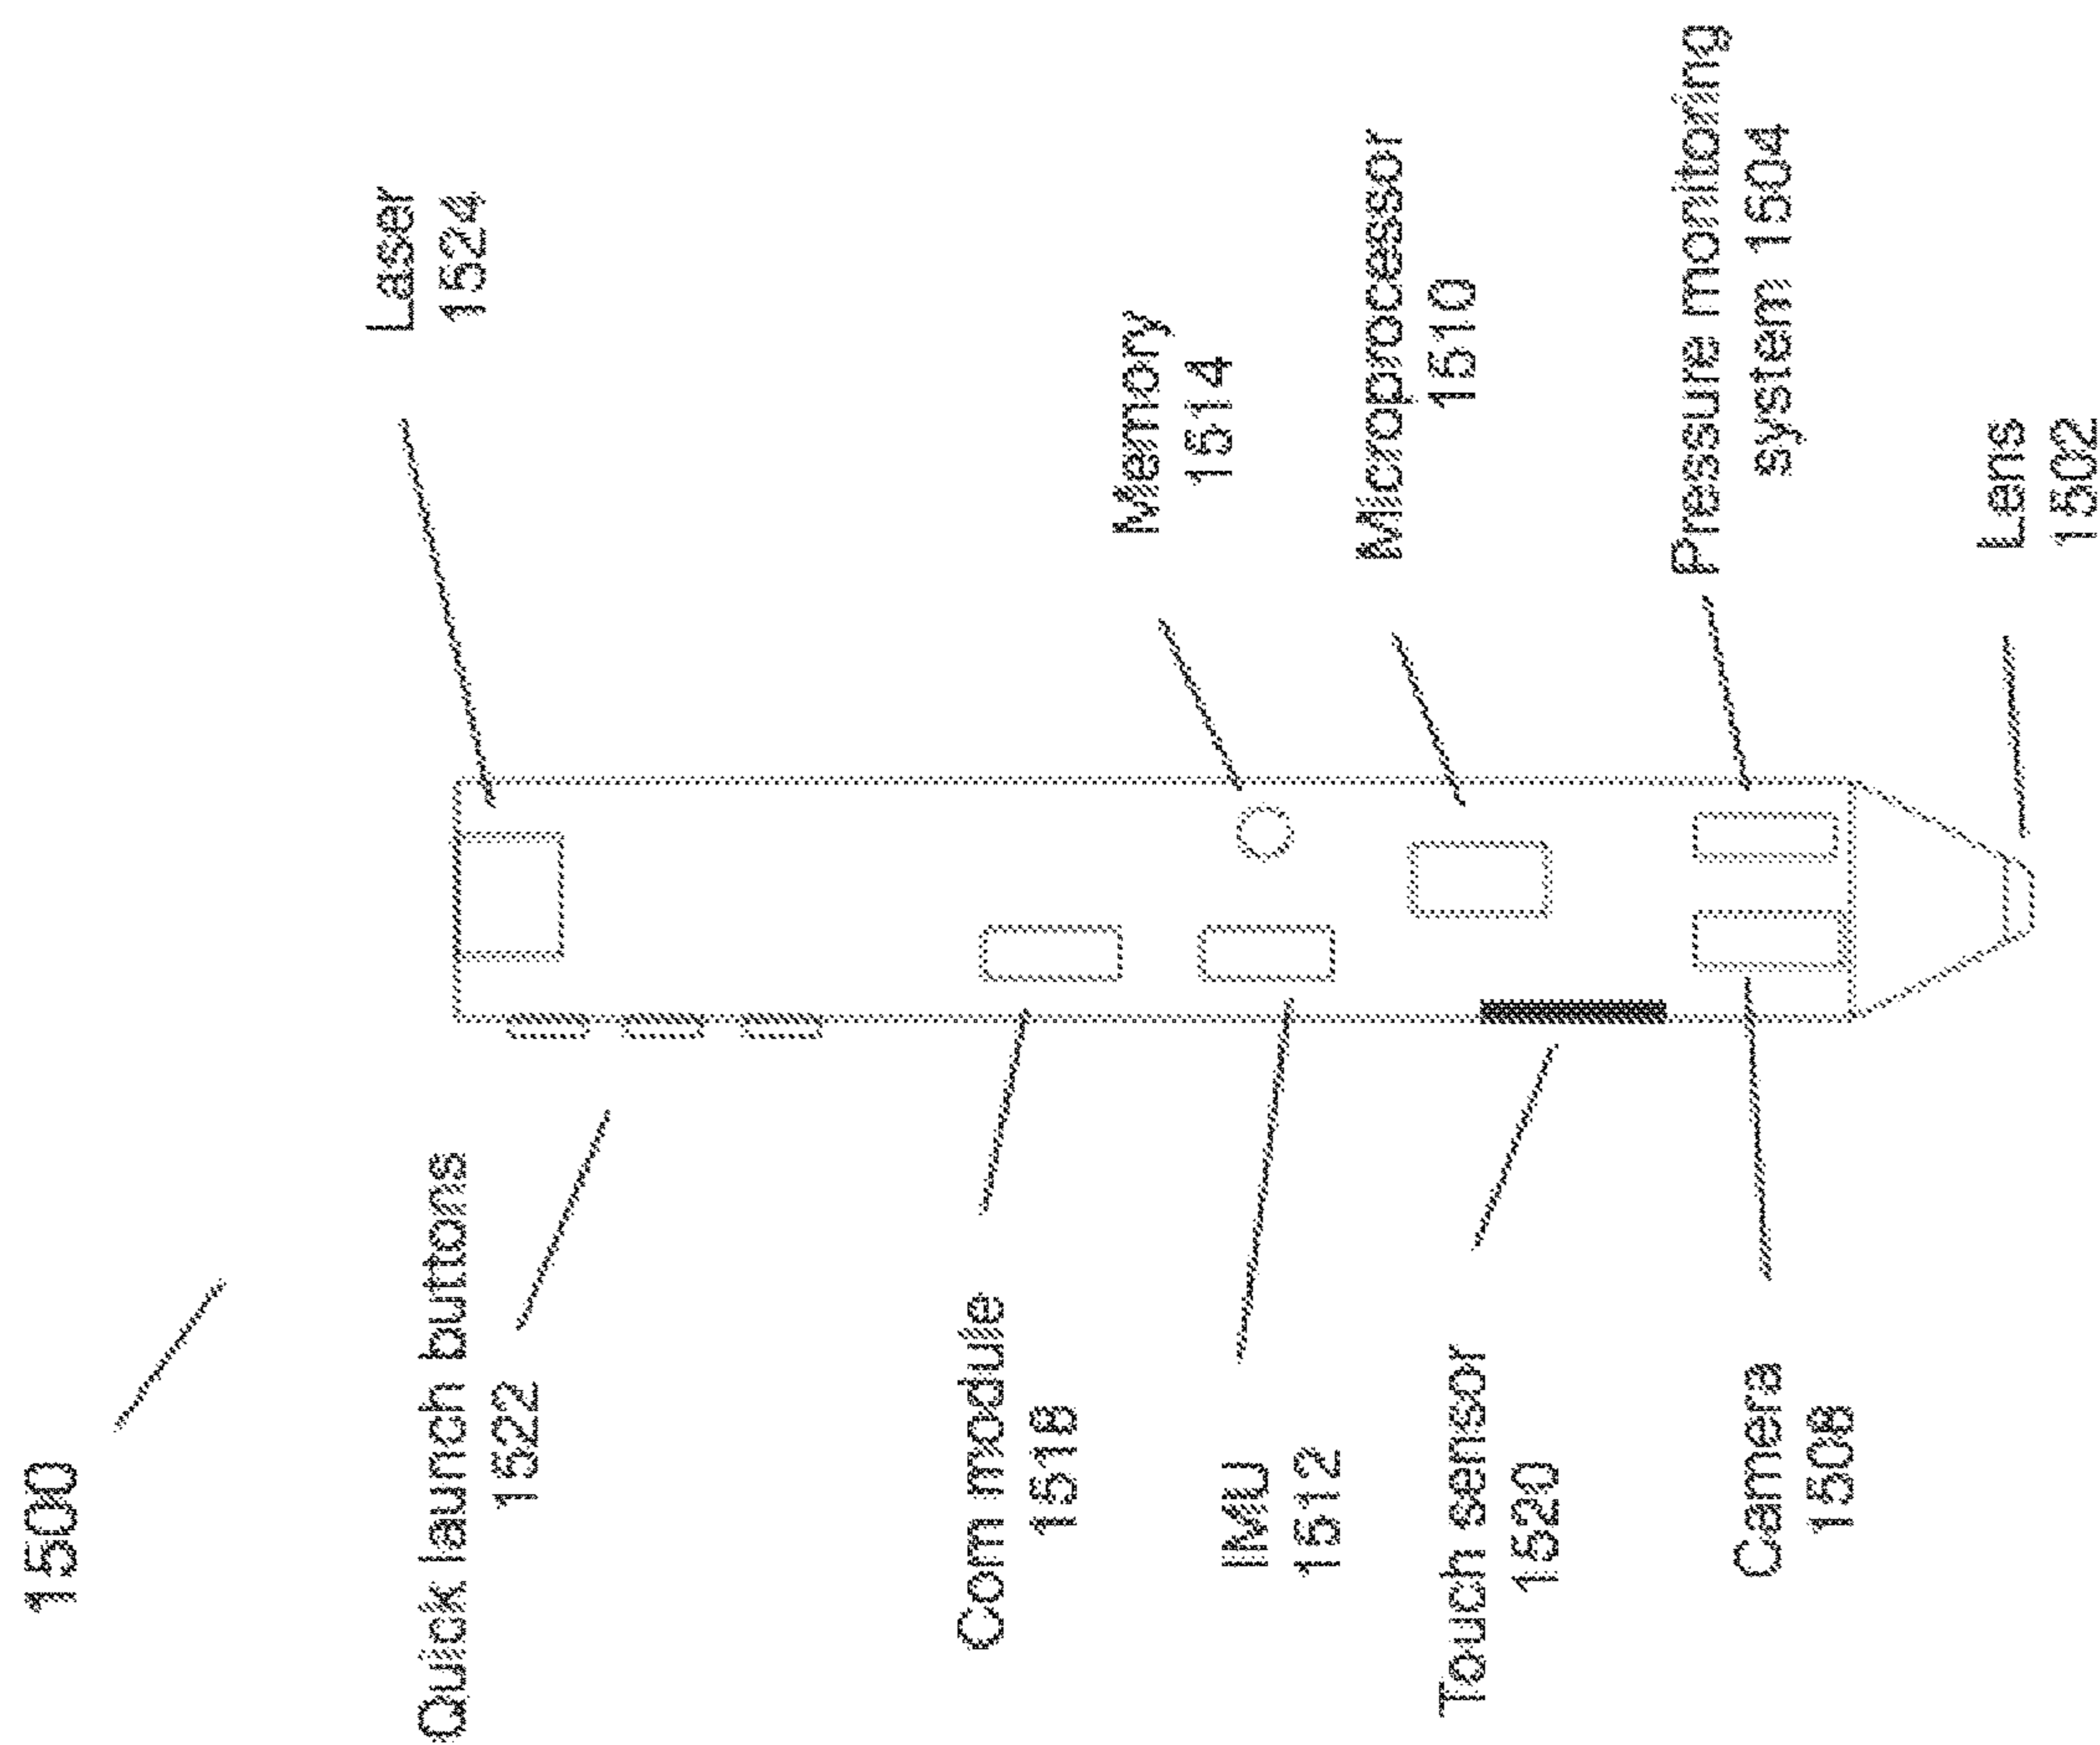 1500
Quick launch buttons
1522
Laser
1524
Com module
1518
Memory
1514
IMU
1512
Microprocessor
1510
Touch sensor
1520
Pressure monitoring
system 1504
Camera
1508
Lens
1502